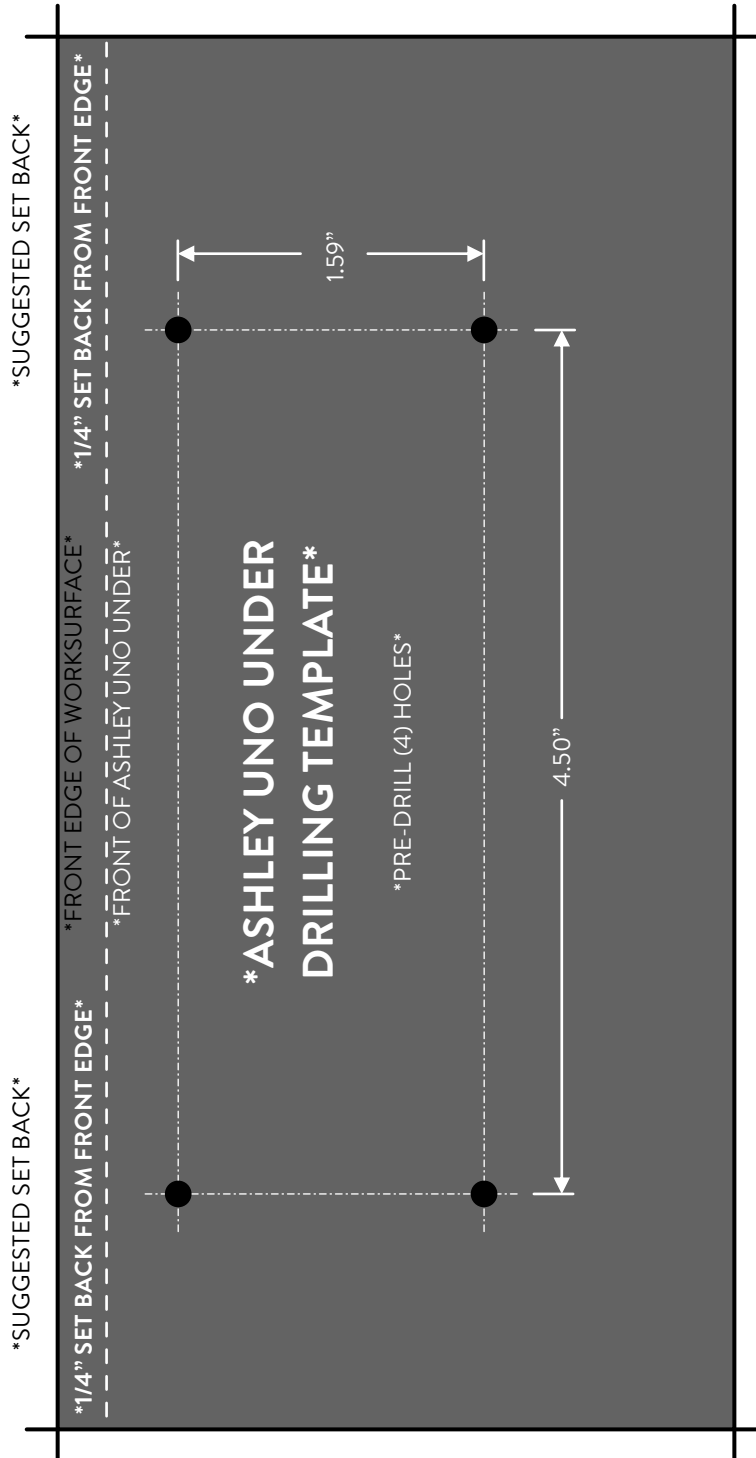 *SUGGESTED SET BACK*
*SUGGESTED SET BACK*
*1/4” SET BACK FROM FRONT EDGE*
*FRONT EDGE OF WORKSURFACE*
*1/4” SET BACK FROM FRONT EDGE*
*FRONT OF ASHLEY UNO UNDER*
*ASHLEY UNO UNDER
DRILLING TEMPLATE*
1.59”
*PRE-DRILL (4) HOLES*
4.50”